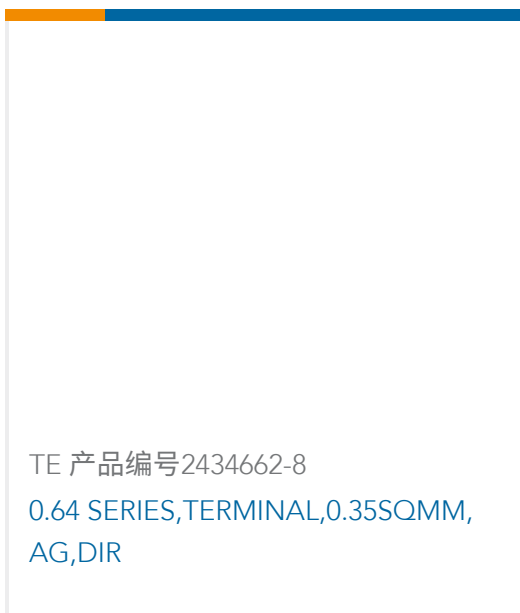 TE 产品编号2434662-8
0.64 SERIES,TERMINAL,0.35SQMM,
AG,DIR